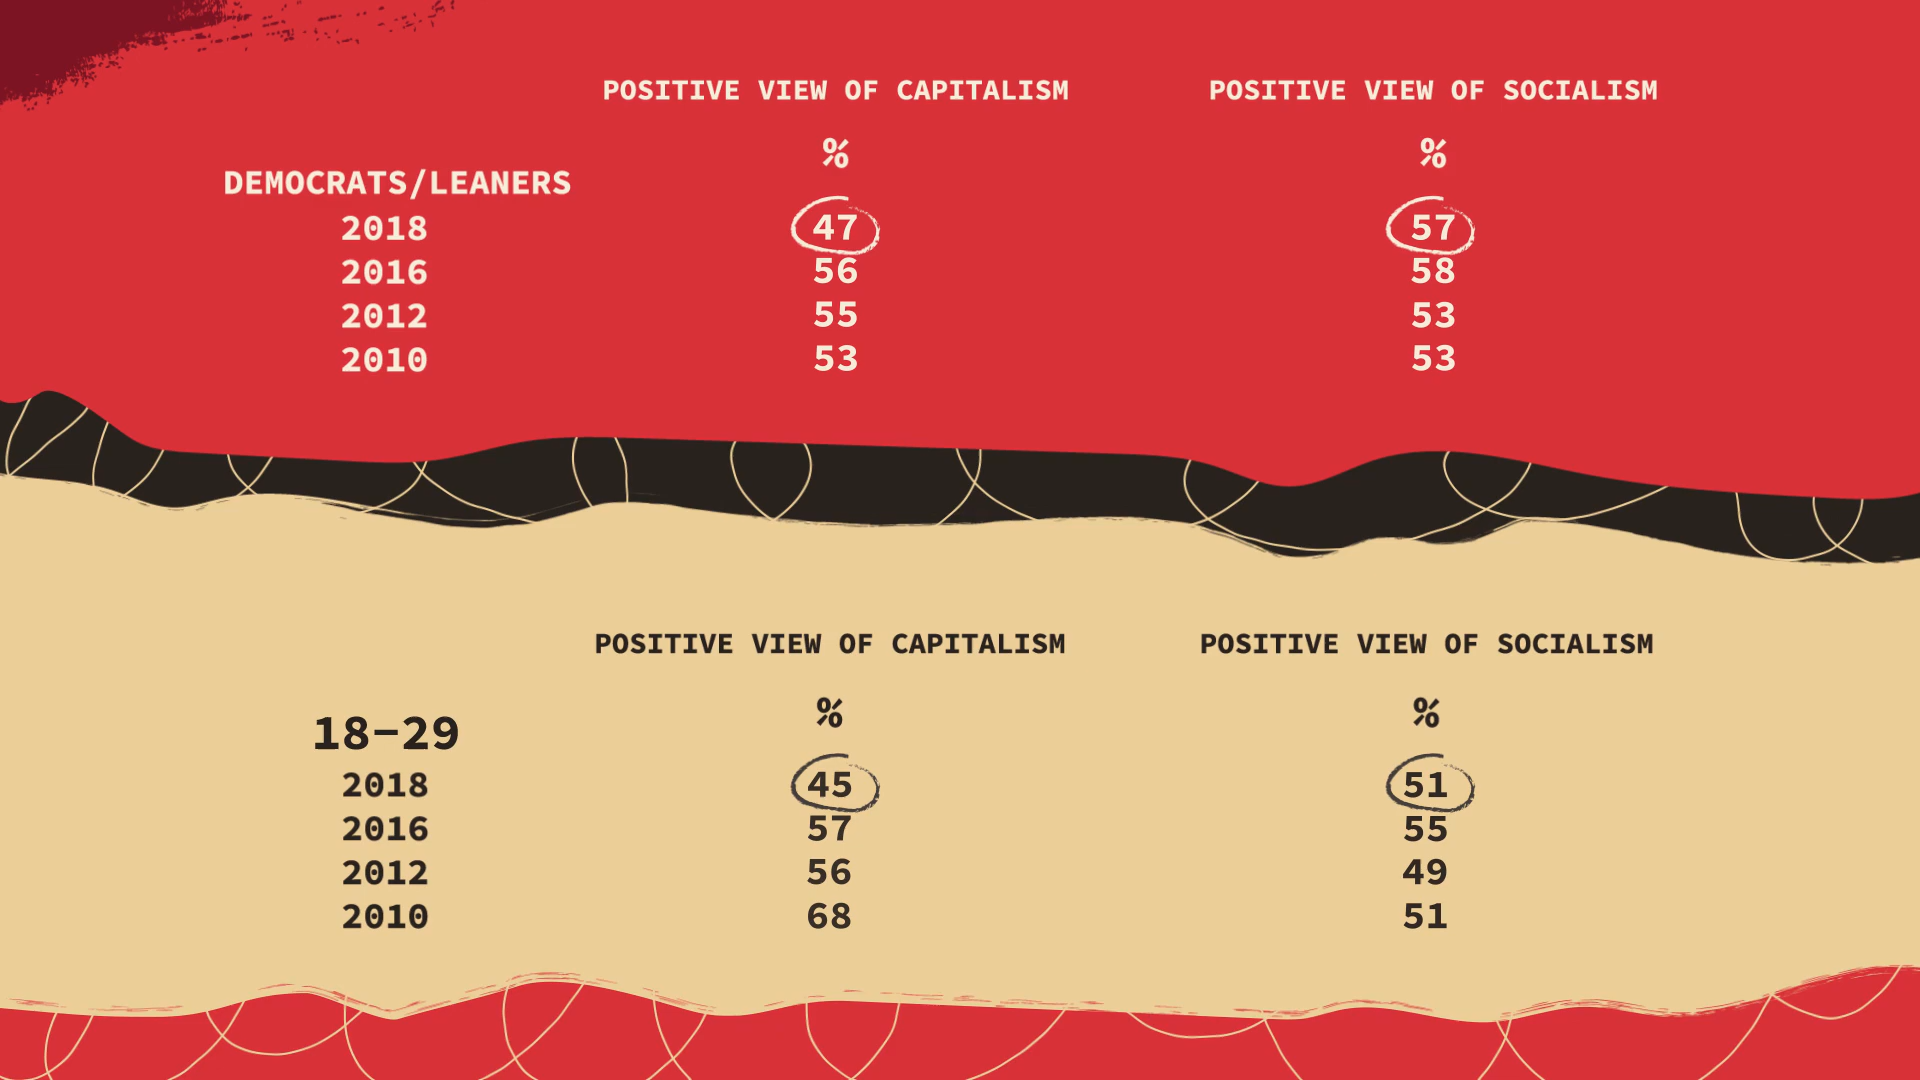 POSITIVE VIEW OF CAPITALISM POSITIVE VIEW OF SOCIALISM
% %
DEMOCRATS/LEANERS
2018 47 57
2016 56 58
2012 55 53
2010 53 53
POSITIVE VIEW OF CAPITALISM POSITIVE VIEW OF SOCIALISM
% %
18-29
2018 45 51
2016 57 55
2012 56 49
2010 68 51